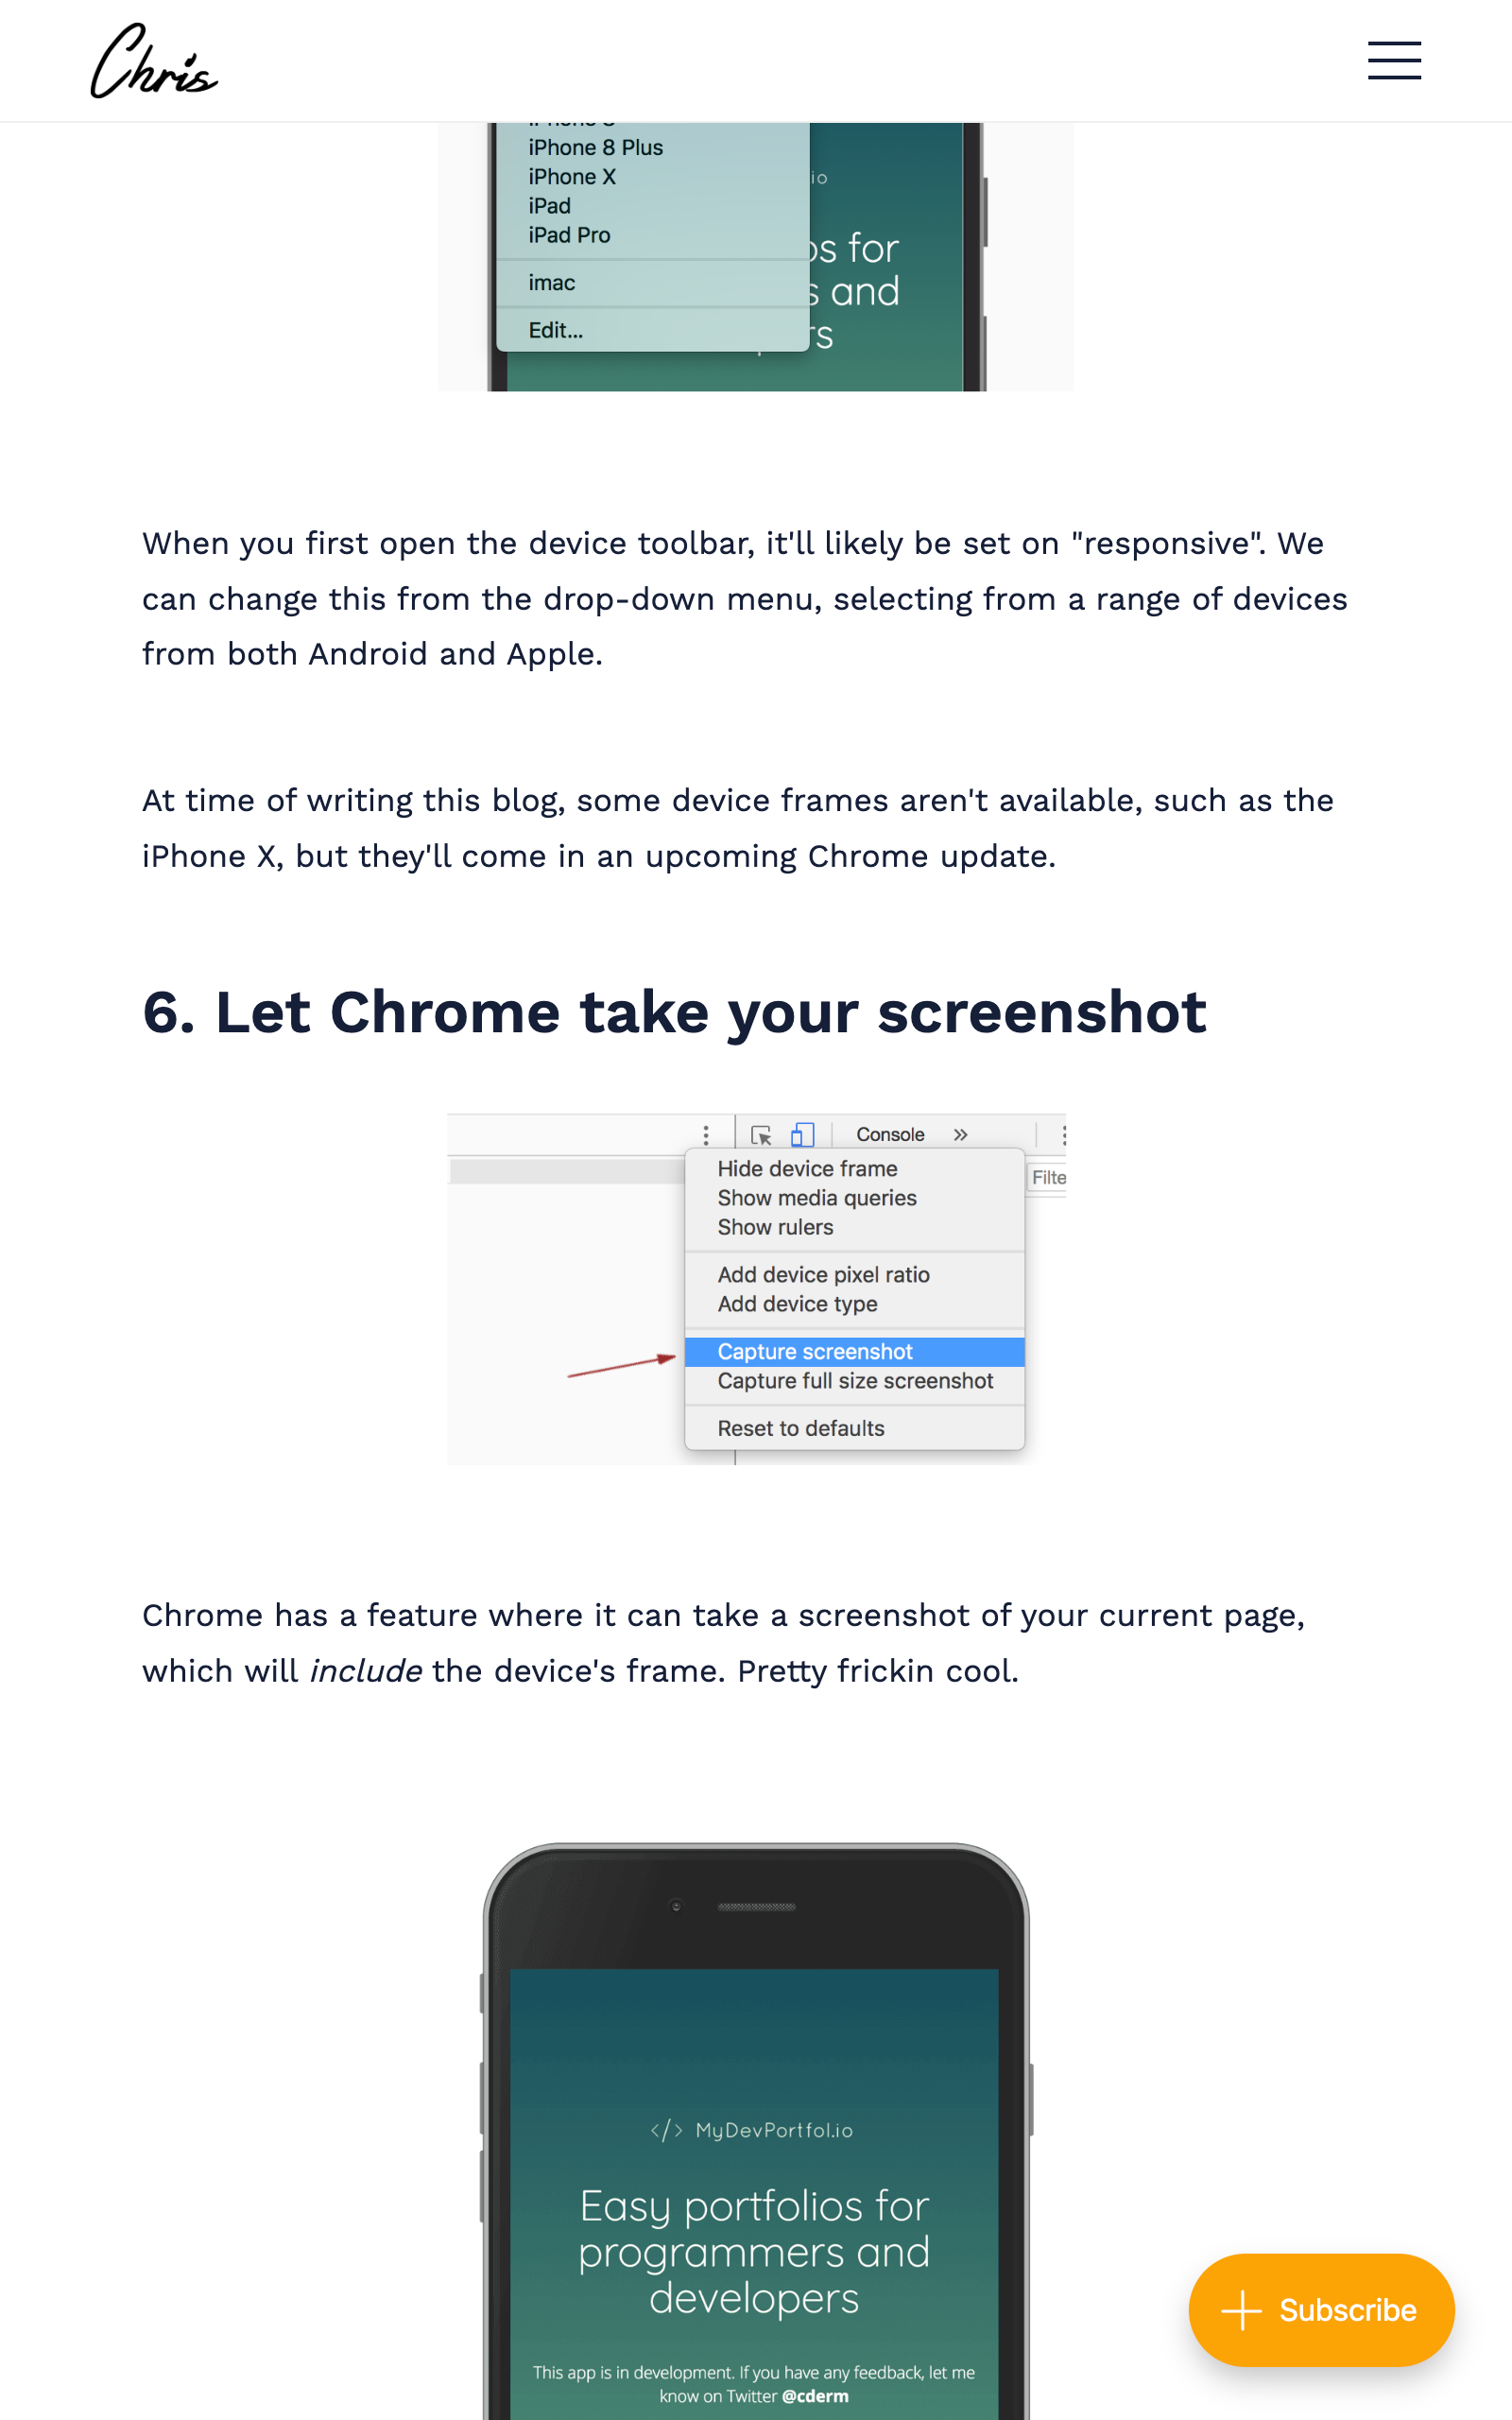 Chris
iPhone 8 Plus
iPhone X
iPad
iPad Pro
imac
Edit...
io
os for
s and
rs
When you first open the device toolbar, it'll likely be set on "responsive". We
can change this from the drop-down menu, selecting from a range of devices
from both Android and Apple.
At time of writing this blog, some device frames aren't available, such as the
iPhone X, but they'll come in an upcoming Chrome update.
6. Let Chrome take your screenshot
Console »
Filte
Hide device frame
Show media queries
Show rulers
Add device pixel ratio
Add device type
Capture screenshot
Capture full size screenshot
Reset to defaults
Chrome has a feature where it can take a screenshot of your current page,
which will include the device's frame. Pretty frickin cool.
</> MyDevPortfol.io
Easy portfolios for
programmers and
developers
This app is in development. If you have any feedback, let me
know on Twitter @cderm
Subscribe